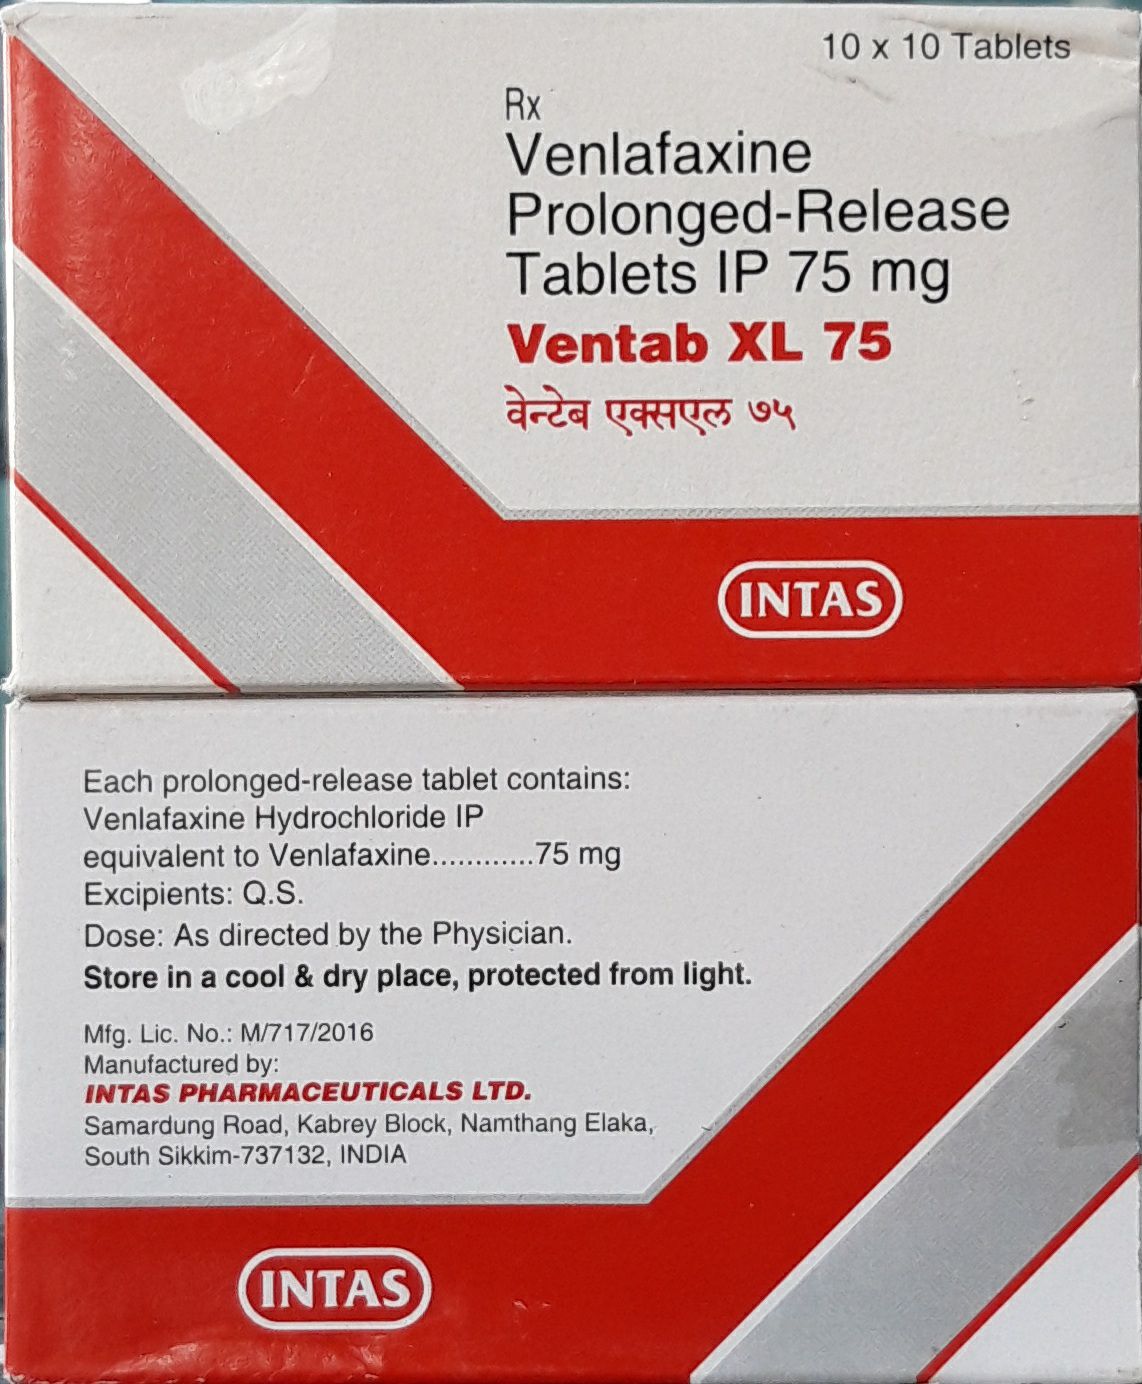 10 x 10 Tablets
Rx
Venlafaxine
Prolonged-Release
Tablets IP 75 mg
Ventab XL 75
वेन्टेब एक्सएल ७५
INTAS
Each prolonged-release tablet contains:
Venlafaxine Hydrochloride IP
equivalent to Venlafaxine............75 mg
Excipients: Q.S.
Dose: As directed by the Physician.
Store in a cool & dry place, protected from light.
Mfg. Lic. No.: M/717/2016
Manufactured by:
INTAS PHARMACEUTICALS LTD.
Samardung Road, Kabrey Block, Namthang Elaka,
South Sikkim-737132, INDIA
INTAS